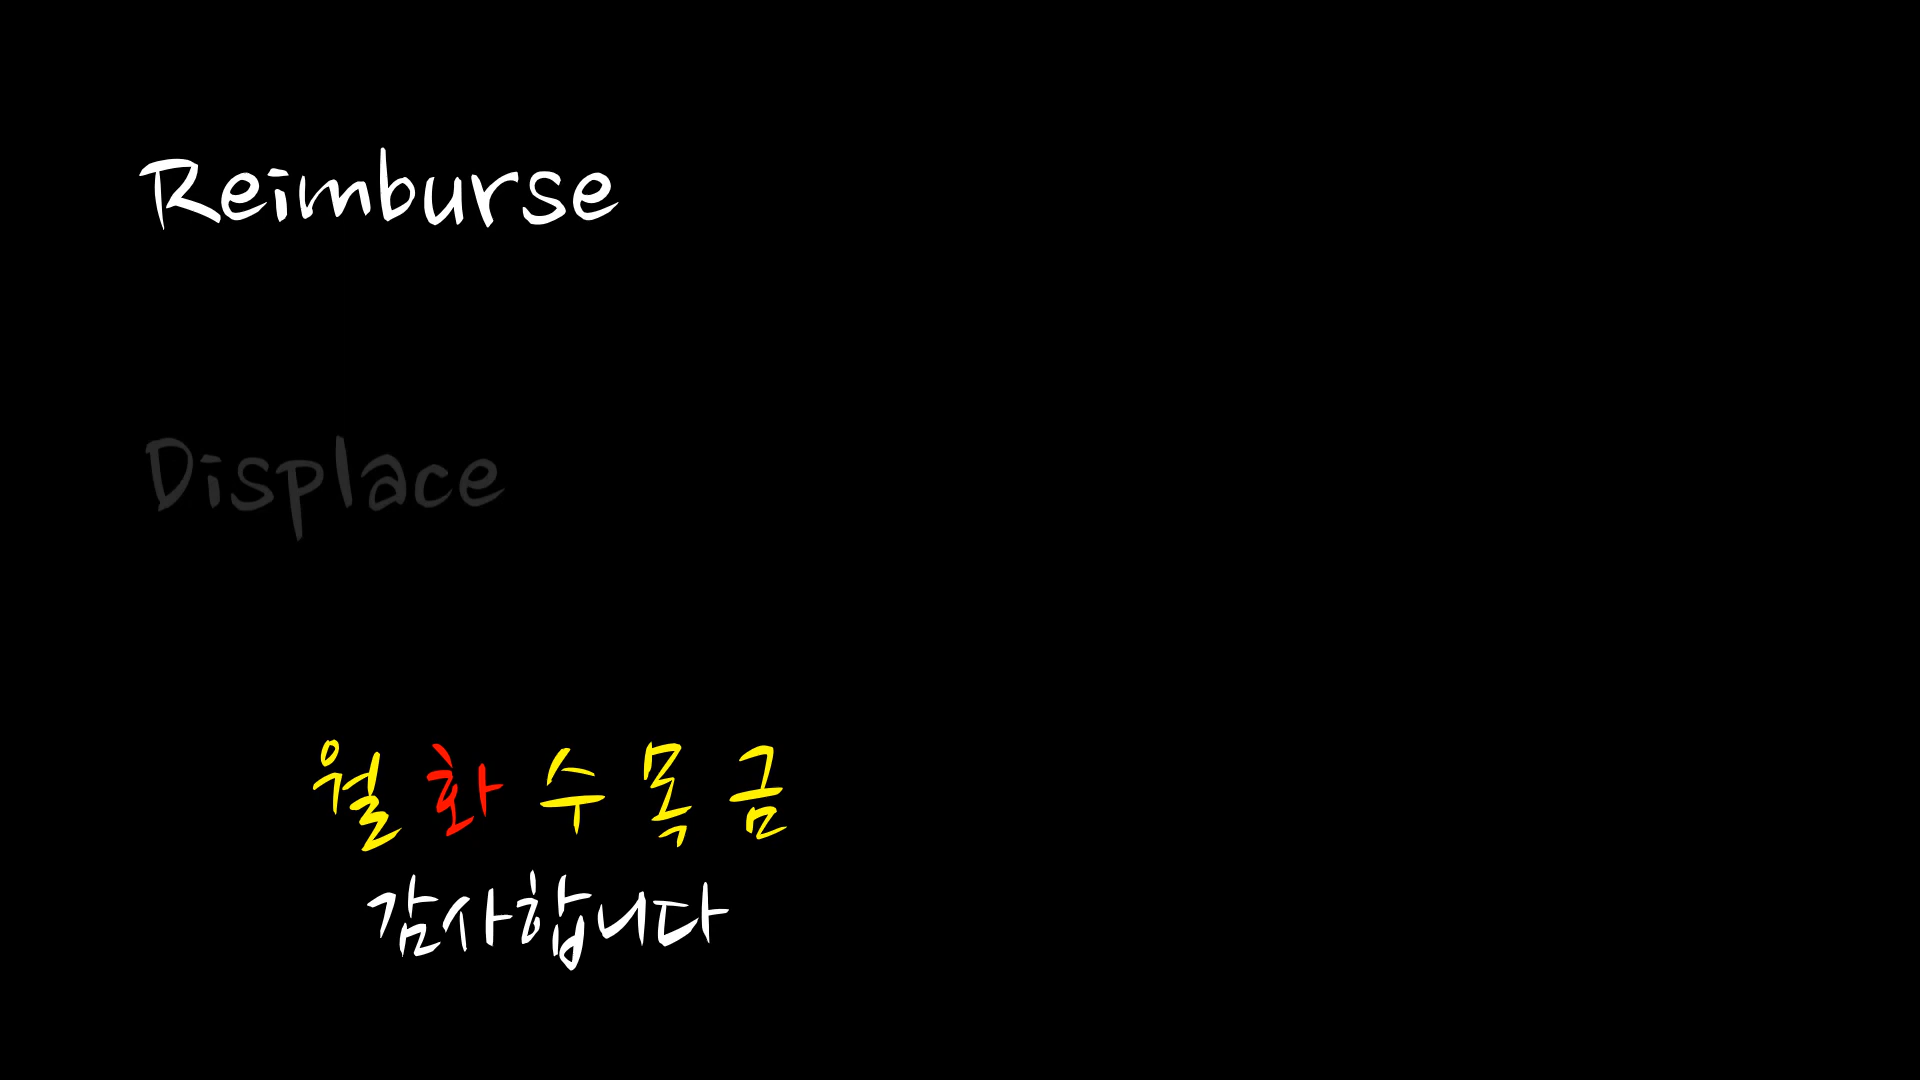 Reimburse
Displace
월 화 수 목 금
감사합니다